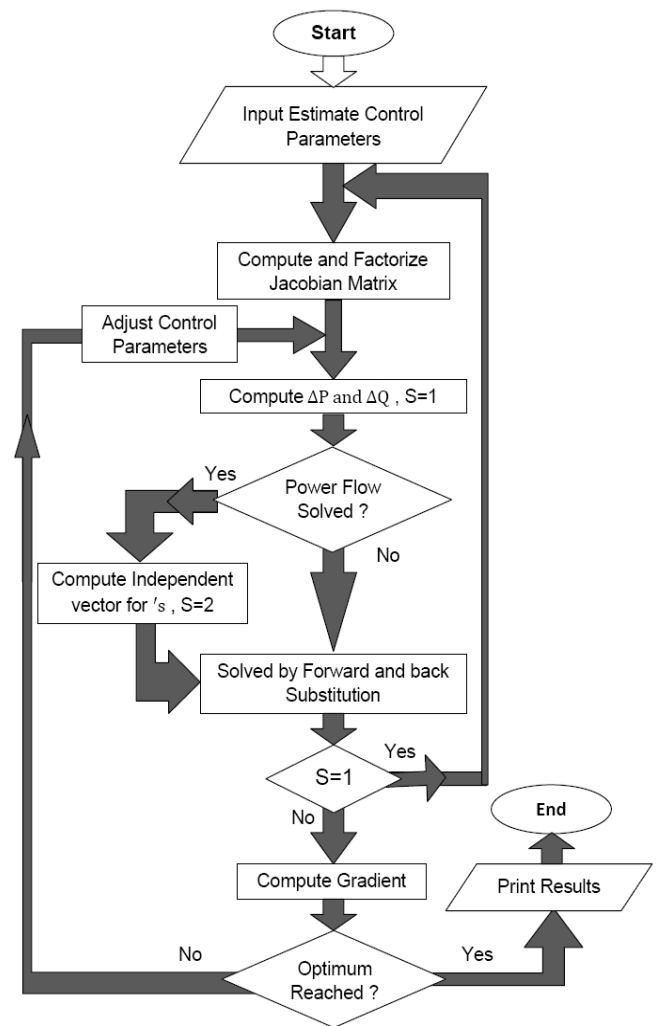 Start
Input Estimate Control
Parameters
Compute and Factorize
Jacobian Matrix
Adjust Control
Parameters
Compute ΔP and ΔQ , S=1
Yes
Power Flow
Solved ?
No
Compute Independent
vector for 's , S=2
Solved by Forward and back
Substitution
Yes
S=1
No
End
Compute Gradient
Print Results
No
Yes
Optimum
Reached ?